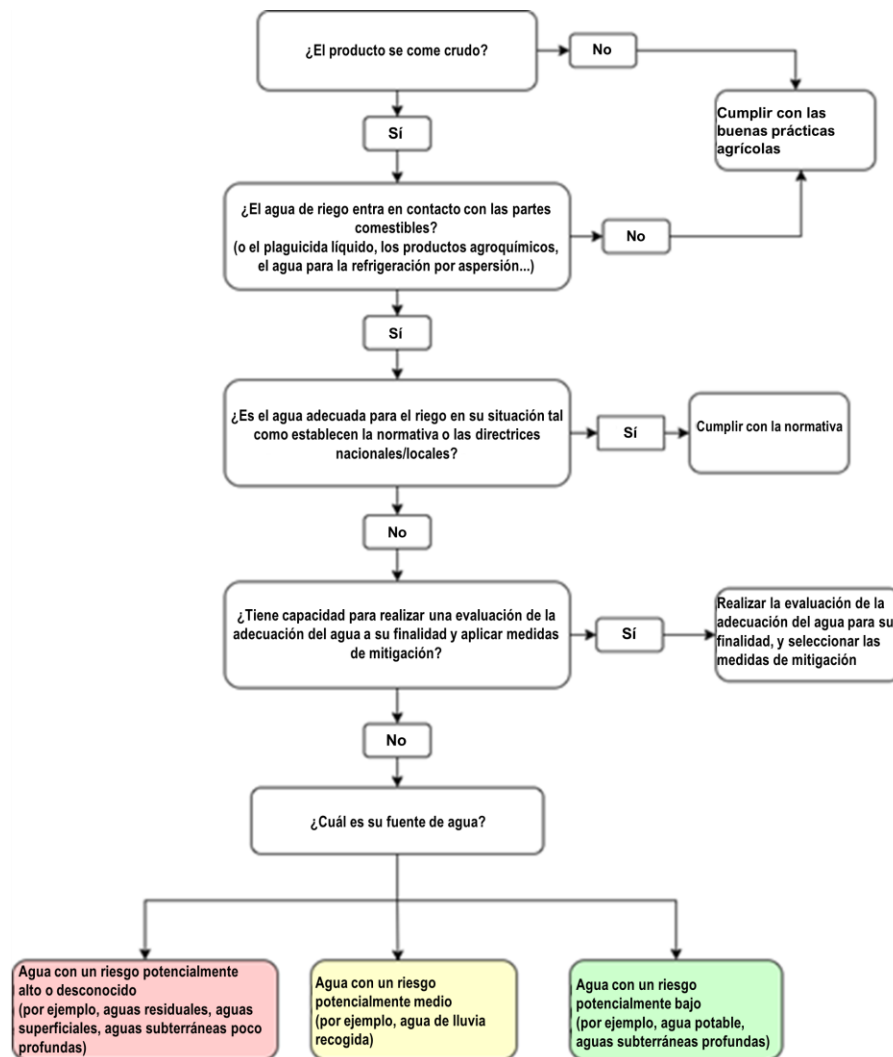 ¿El producto se come crudo?
No
Cumplir con las
buenas prácticas
agrícolas
Sí
¿El agua de riego entra en contacto con las partes
comestibles?
(o el plaguicida líquido, los productos agroquímicos,
el agua para la refrigeración por aspersión...)
No
Sí
¿Es el agua adecuada para el riego en su situación tal
como establecen la normativa o las directrices
nacionales/locales?
Sí
Cumplir con la normativa
No
¿Tiene capacidad para realizar una evaluación de la
adecuación del agua a su finalidad y aplicar medidas
de mitigación?
Sí
Realizar la evaluación de la
adecuación del agua para su
finalidad, y seleccionar las
medidas de mitigación
No
¿Cuál es su fuente de agua?
Agua con un riesgo potencialmente
alto o desconocido
(por ejemplo, aguas residuales, aguas
superficiales, aguas subterráneas poco
profundas)
Agua con un riesgo
potencialmente medio
(por ejemplo, agua de lluvia
recogida)
Agua con un riesgo
potencialmente bajo
(por ejemplo, agua potable,
aguas subterráneas profundas)